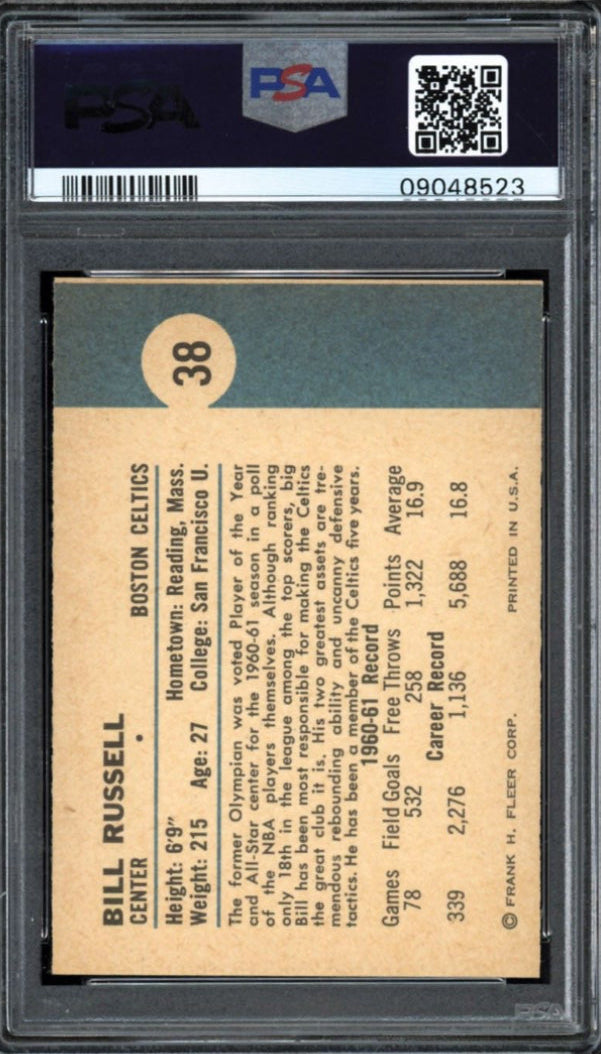 PSA
PSA
09048523
38
BILL RUSSELL
CENTER
BOSTON CELTICS
Height: 6'9" Hometown: Reading, Mass.
Weight: 215 Age: 27 College: San Francisco U.
The former Olympian was voted Player of the Year
and All-Star center for the 1960-61 season in a poll
of the NBA players themselves. Although ranking
only 18th in the league among the top scorers, big
Bill has been most responsible for making the Celtics
the great club it is. His two greatest assets are tre-
mendous rebounding ability and uncanny defensive
tactics. He has been a member of the Celtics five years.
1960-61 Record
Games Field Goals Free Throws Points Average
78 532 258 1,322 16.9
Career Record
339 2,276 1,136 5,688 16.8
© FRANK H. FLEER CORP. PRINTED IN U.S.A.
PSA